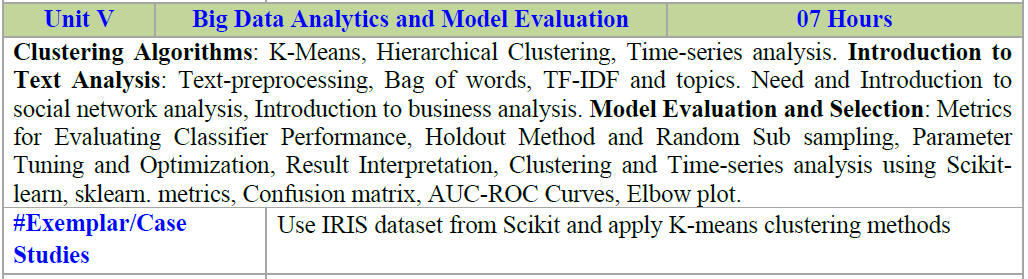 Unit V Big Data Analytics and Model Evaluation 07 Hours
Clustering Algorithms: K-Means, Hierarchical Clustering, Time-series analysis. Introduction to
Text Analysis: Text-preprocessing, Bag of words, TF-IDF and topics. Need and Introduction to
social network analysis, Introduction to business analysis. Model Evaluation and Selection: Metrics
for Evaluating Classifier Performance, Holdout Method and Random Sub sampling, Parameter
Tuning and Optimization, Result Interpretation, Clustering and Time-series analysis using Scikit-
learn, sklearn. metrics, Confusion matrix, AUC-ROC Curves, Elbow plot.
#Exemplar/Case
Studies
Use IRIS dataset from Scikit and apply K-means clustering methods